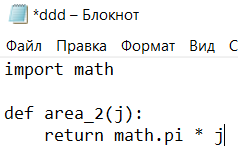 *ddd – Блокнот
Файл Правка Формат Вид С
import math
def area_2(j):
    return math.pi * j